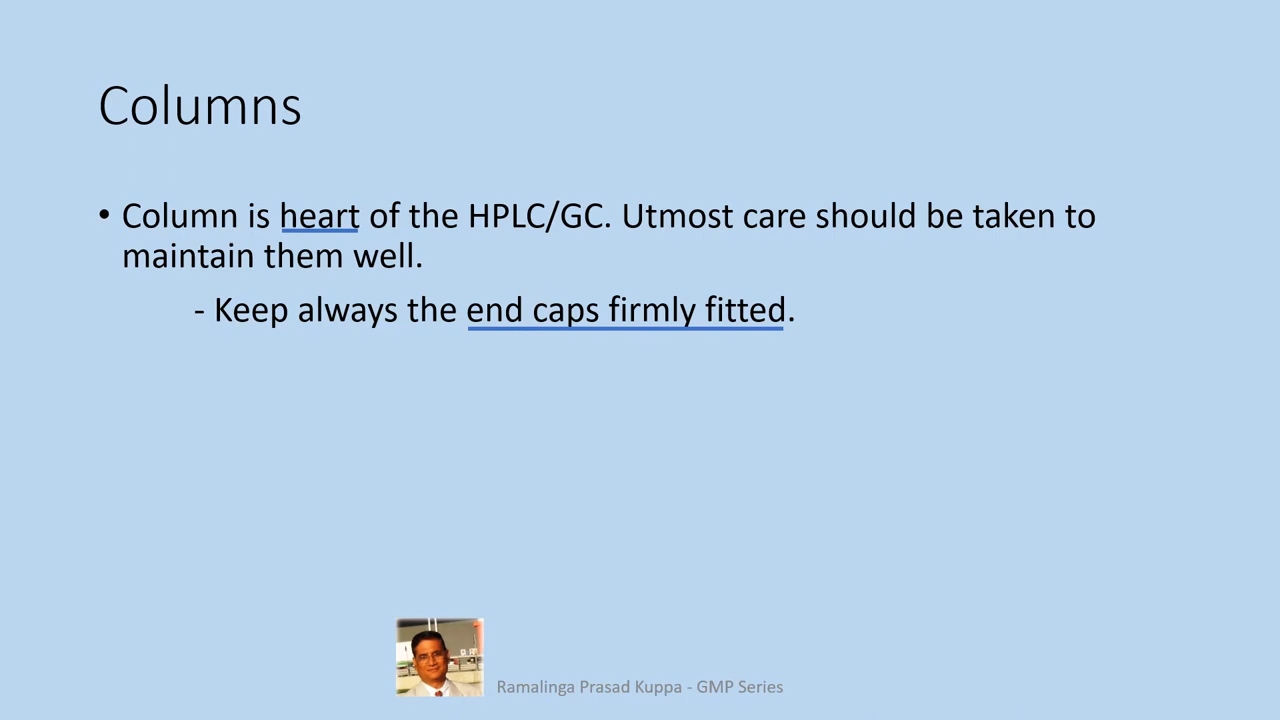 Columns
• Column is heart of the HPLC/GC. Utmost care should be taken to
maintain them well.
- Keep always the end caps firmly fitted.
Ramalinga Prasad Kuppa - GMP Series